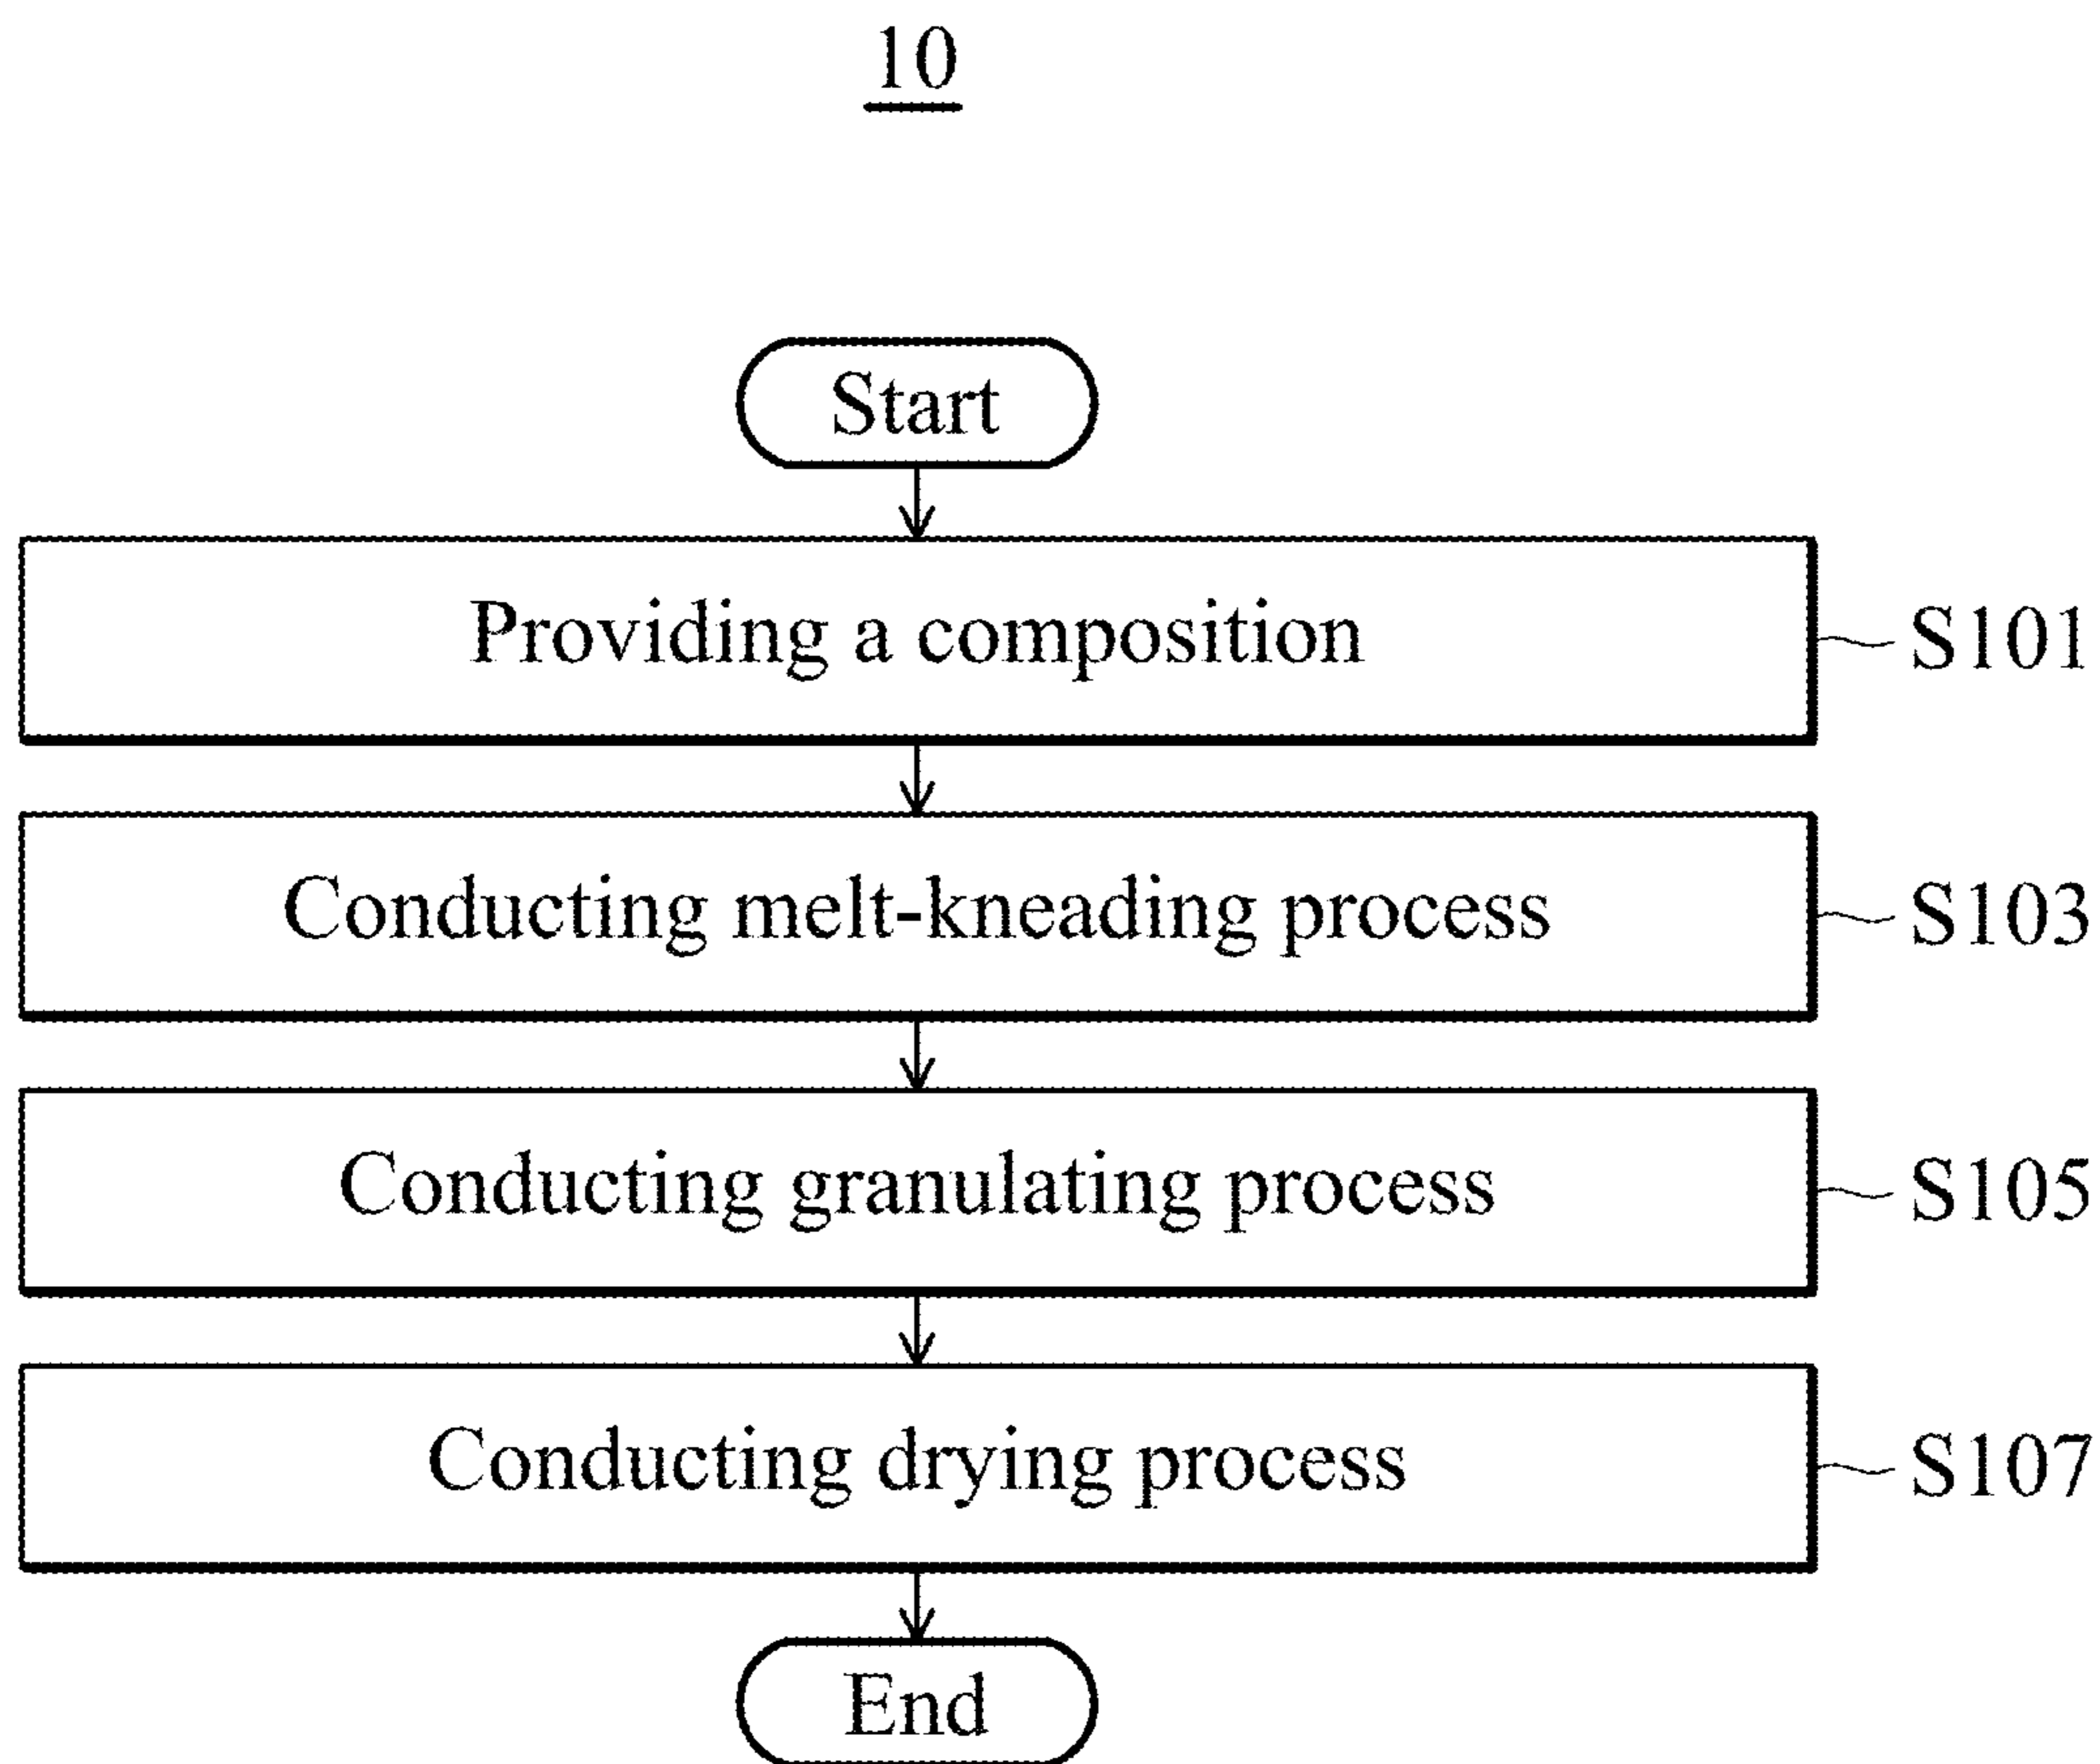 10
Start
Providing a composition
S101
Conducting melt-kneading process
S103
Conducting granulating process
S105
Conducting drying process
S107
End